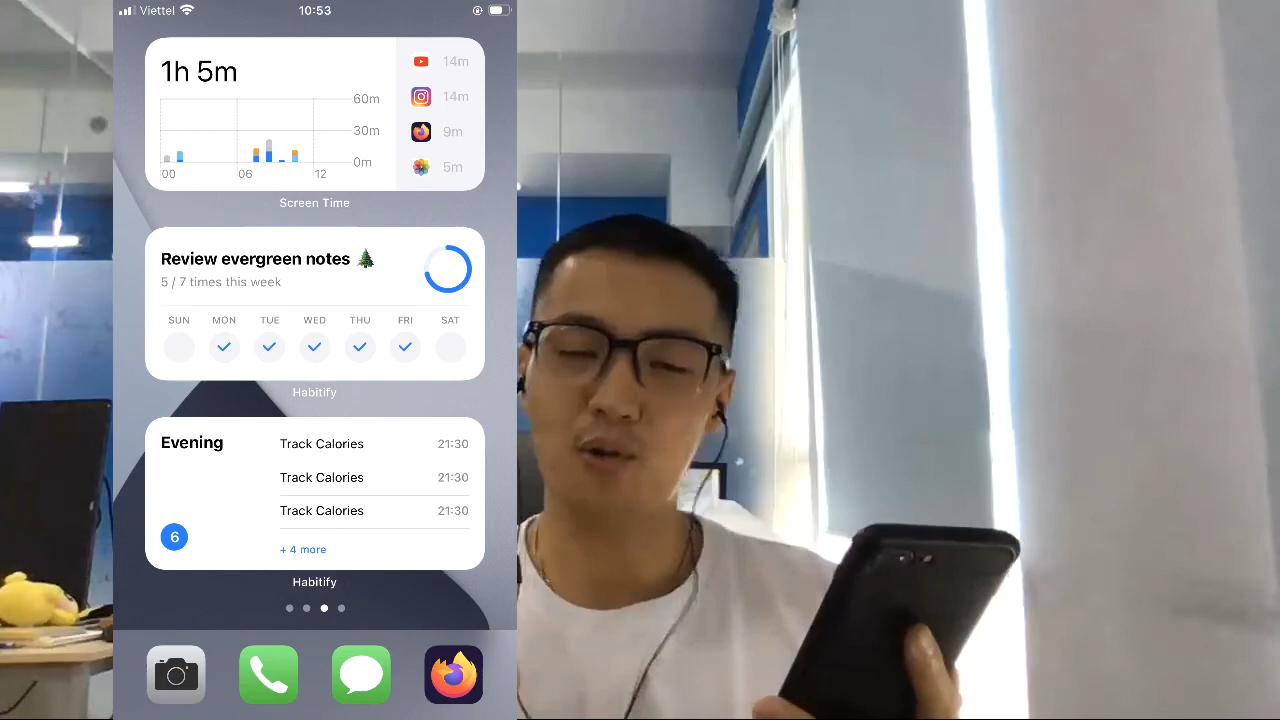 Viettel 10:53
1h 5m
60m
30m
0m
00 06 12
14m
14m
9m
5m
Screen Time
Review evergreen notes 🌲
5 / 7 times this week
SUN MON TUE WED THU FRI SAT
Habitify
Evening
6
Track Calories 21:30
Track Calories 21:30
Track Calories 21:30
+ 4 more
Habitify